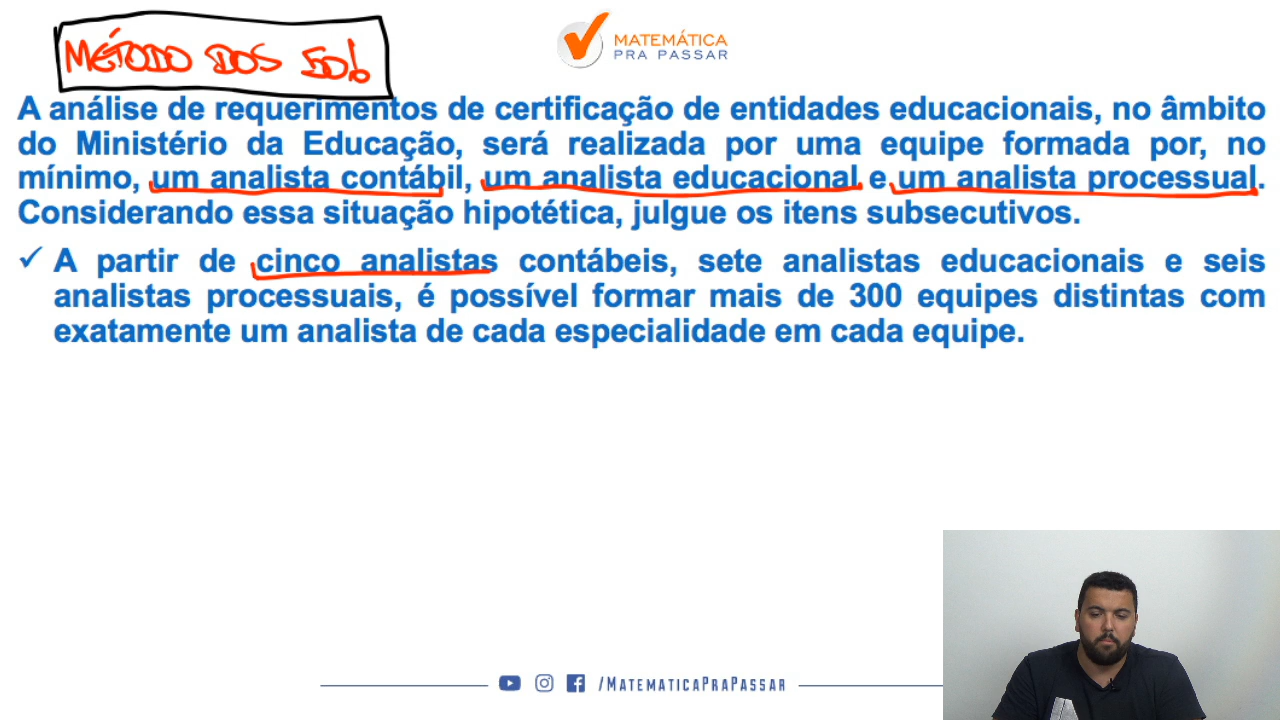 MÉTODO DOS 50!
MATEMÁTICA
PRA PASSAR
A análise de requerimentos de certificação de entidades educacionais, no âmbito
do Ministério da Educação, será realizada por uma equipe formada por, no
mínimo, um analista contábil, um analista educacional e um analista processual.
Considerando essa situação hipotética, julgue os itens subsecutivos.
✓ A partir de cinco analistas contábeis, sete analistas educacionais e seis
analistas processuais, é possível formar mais de 300 equipes distintas com
exatamente um analista de cada especialidade em cada equipe.
/MATEMATICAPRAPASSAR